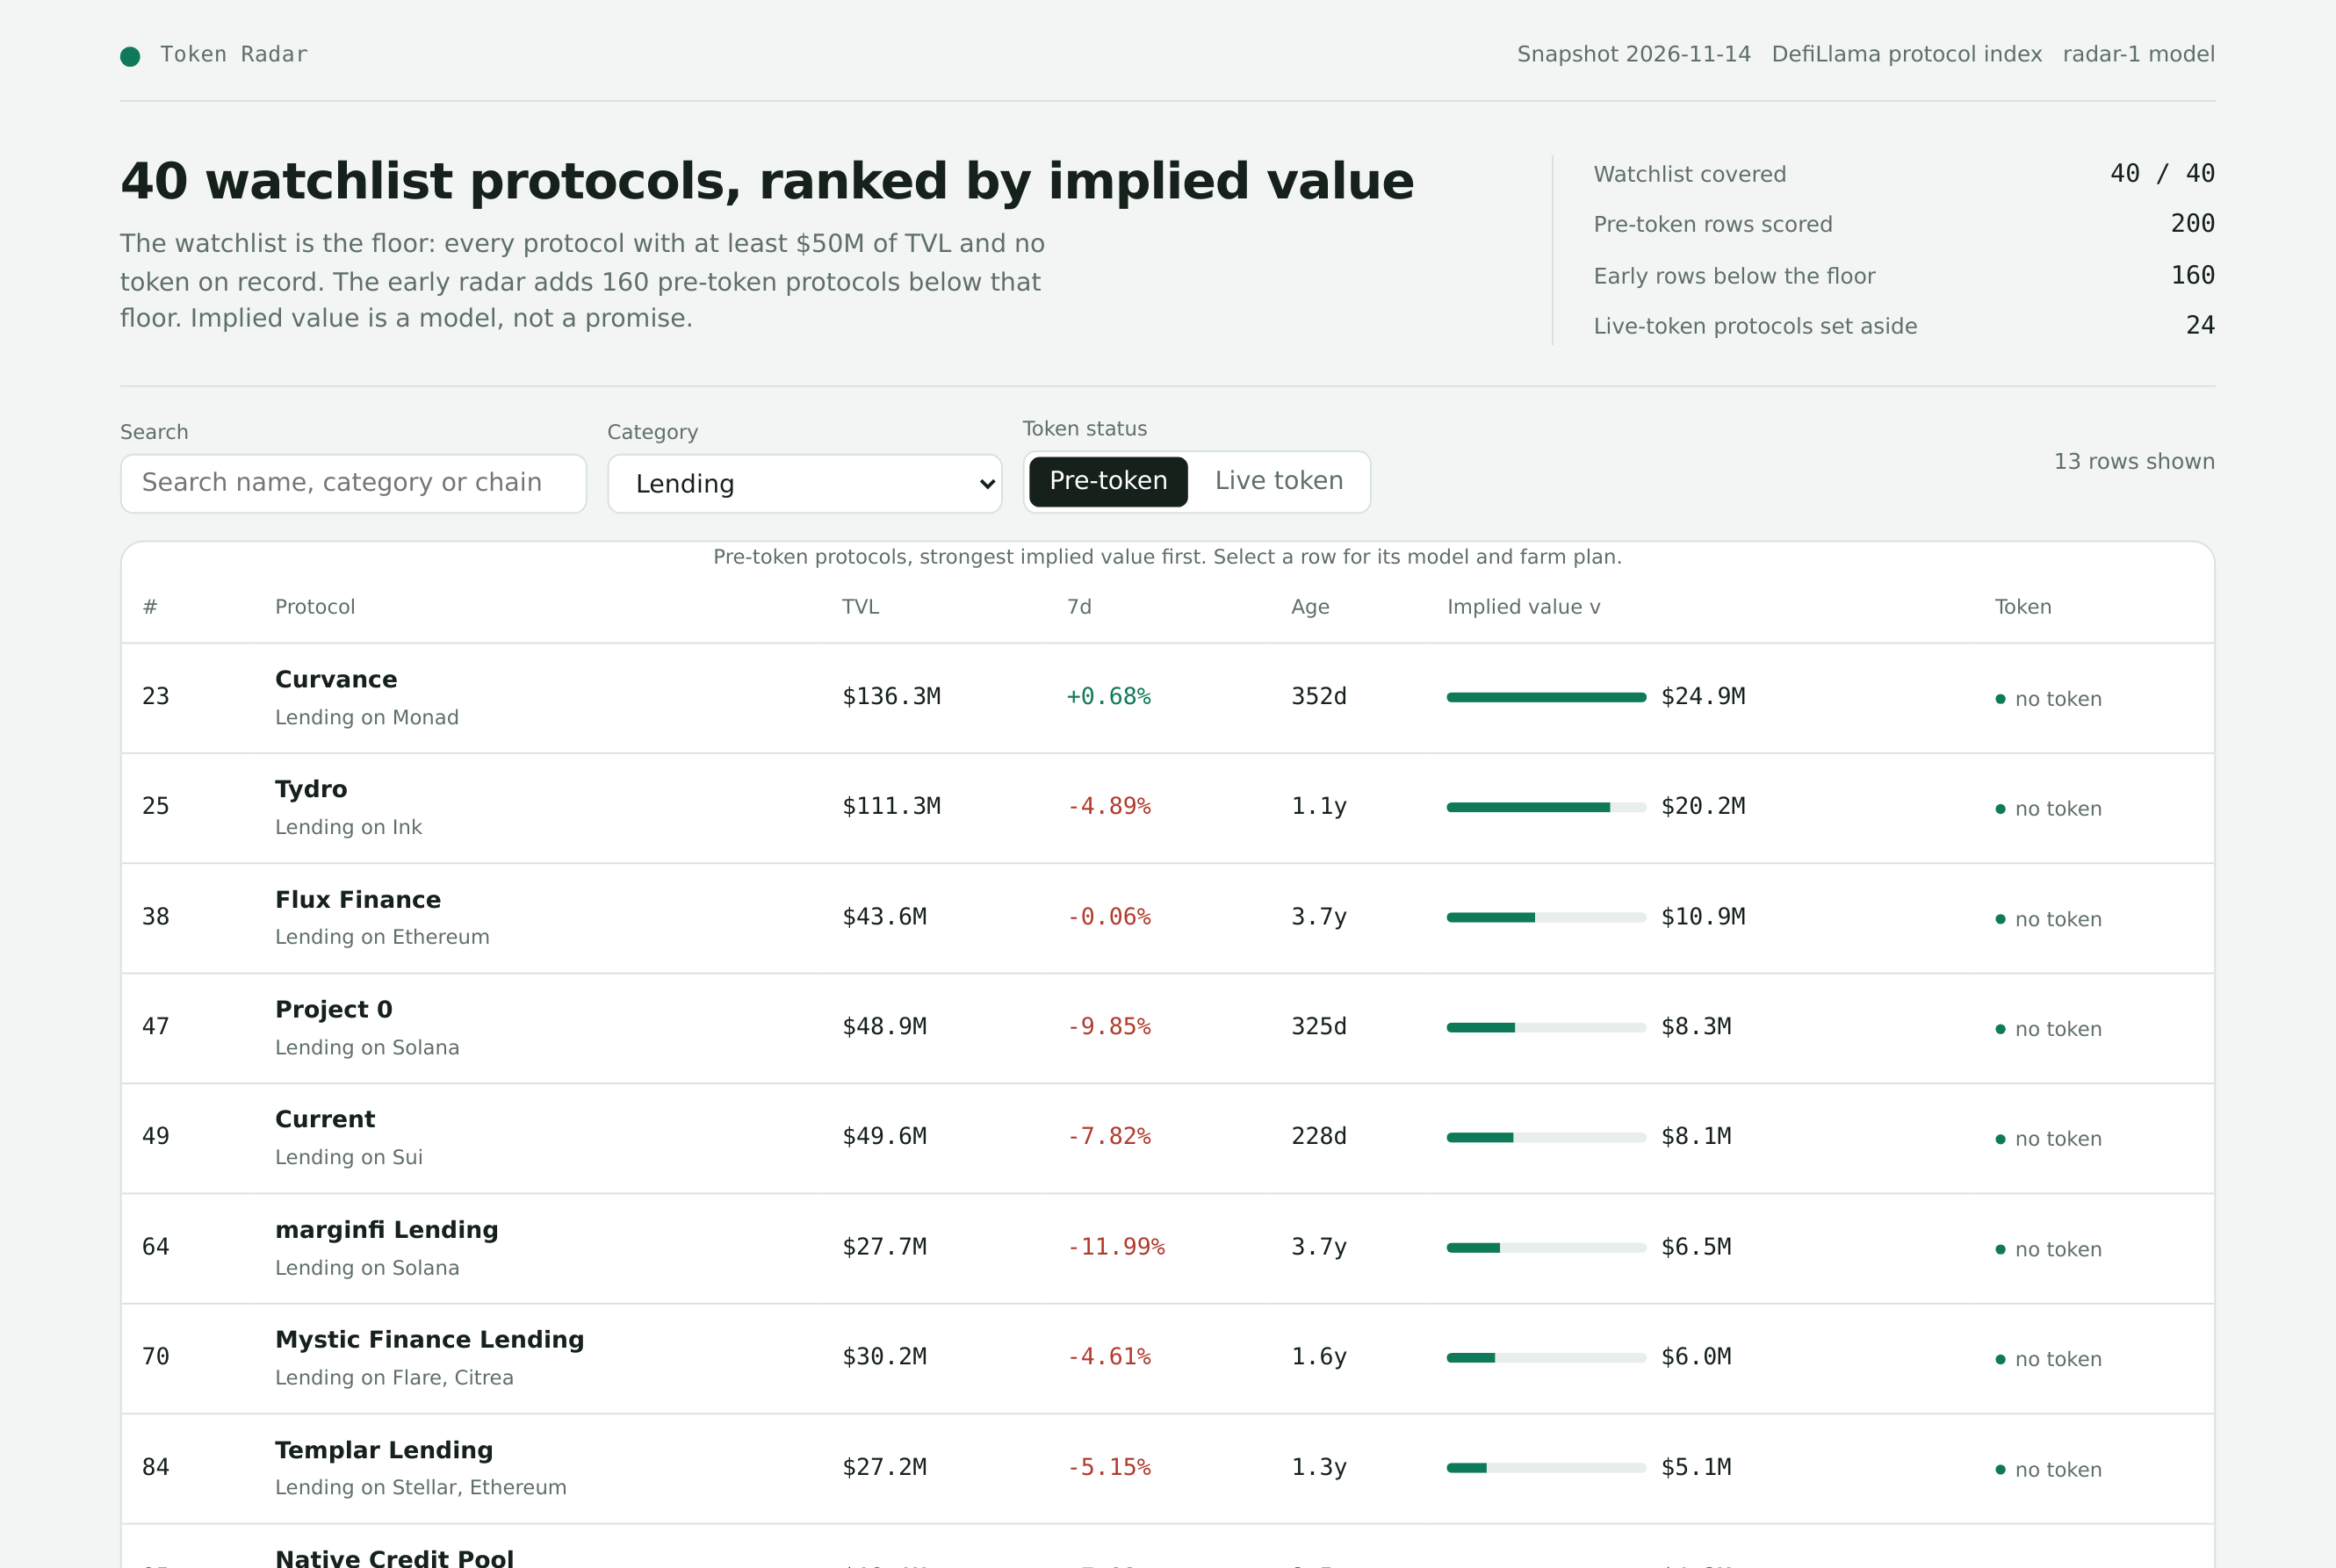 Token Radar
Snapshot 2026-11-14 DefiLlama protocol index radar-1 model
40 watchlist protocols, ranked by implied value
The watchlist is the floor: every protocol with at least $50M of TVL and no
token on record. The early radar adds 160 pre-token protocols below that
floor. Implied value is a model, not a promise.
Watchlist covered 40 / 40
Pre-token rows scored 200
Early rows below the floor 160
Live-token protocols set aside 24
Search
Category
Token status
Search name, category or chain
Lending
Pre-token Live token
13 rows shown
Pre-token protocols, strongest implied value first. Select a row for its model and farm plan.
# Protocol TVL 7d Age Implied value v Token
23 Curvance $136.3M +0.68% 352d $24.9M no token
Lending on Monad
25 Tydro $111.3M -4.89% 1.1y $20.2M no token
Lending on Ink
38 Flux Finance $43.6M -0.06% 3.7y $10.9M no token
Lending on Ethereum
47 Project 0 $48.9M -9.85% 325d $8.3M no token
Lending on Solana
49 Current $49.6M -7.82% 228d $8.1M no token
Lending on Sui
64 marginfi Lending $27.7M -11.99% 3.7y $6.5M no token
Lending on Solana
70 Mystic Finance Lending $30.2M -4.61% 1.6y $6.0M no token
Lending on Flare, Citrea
84 Templar Lending $27.2M -5.15% 1.3y $5.1M no token
Lending on Stellar, Ethereum
Native Credit Pool